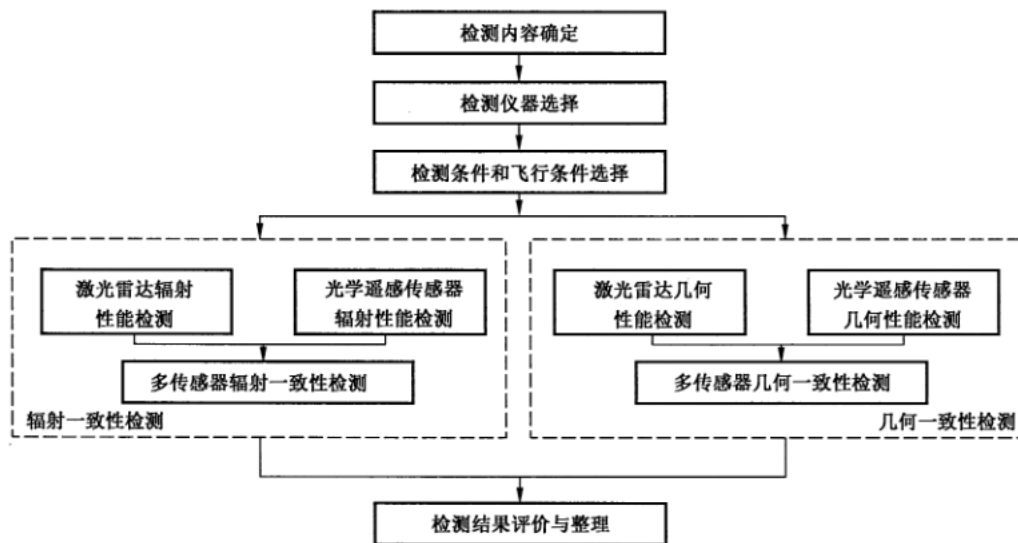 检测内容确定
检测仪器选择
检测条件和飞行条件选择
激光雷达辐射
性能检测
光学遥感传感器
辐射性能检测
多传感器辐射一致性检测
辐射一致性检测
激光雷达几何
性能检测
光学遥感传感器
几何性能检测
多传感器几何一致性检测
几何一致性检测
检测结果评价与整理